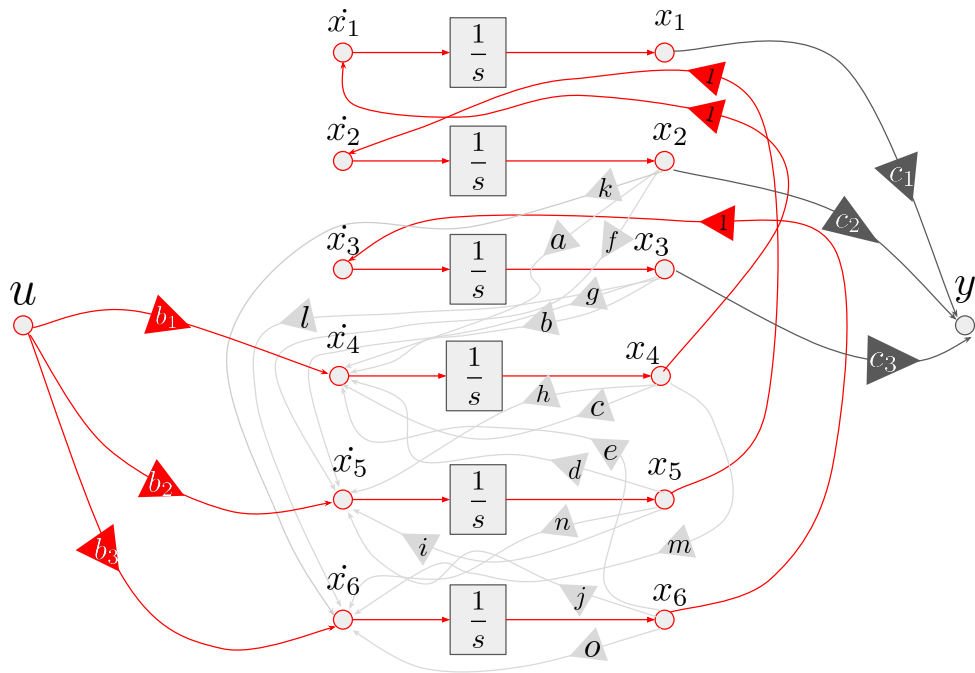 ẋ₁ 1/s x₁
1
1
ẋ₂ 1/s x₂
c₁
k
c₂
a f
1
ẋ₃ 1/s x₃
u y
b₁ l b g
ẋ₄ 1/s x₄
c₃
h c
e
ẋ₅ 1/s x₅
d
b₂
n
b₃ i m
ẋ₆ 1/s x₆
j
o